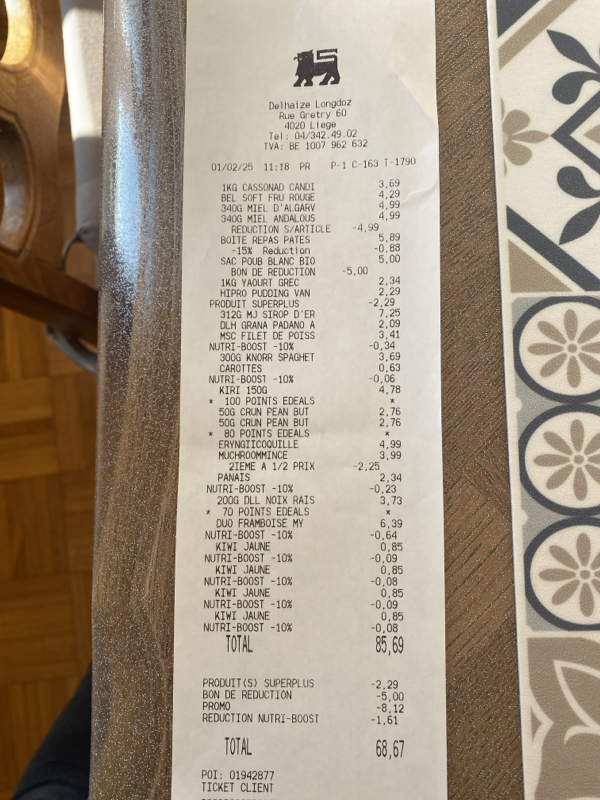 Delhaize Longdoz
Rue Gretry 60
4020 Liege
Tel: 04/342.49.02
TVA: BE 1007 962 632
01/02/25 11:18 PR P-1 C-163 T-1790
1KG CASSONAD CANDI 3,69
BEL SOFT FRU ROUGE 4,29
340G MIEL D'ALGARV 4,99
340G MIEL ANDALOUS 4,99
REDUCTION S/ARTICLE -4,99
BOITE REPAS PATES 5,89
-15% Reduction -0,88
SAC POUB BLANC BIO 5,00
BON DE REDUCTION -5,00
1KG YAOURT GREC 2,34
HIPRO PUDDING VAN 2,29
PRODUIT SUPERPLUS -2,29
312G MJ SIROP D'ER 7,25
DLH GRANA PADANO A 2,09
MSC FILET DE POISS 3,41
NUTRI-BOOST -10% -0,34
300G KNORR SPAGHET 3,69
CAROTTES 0,63
NUTRI-BOOST -10% -0,06
KIRI 150G 4,78
* 100 POINTS EDEALS *
50G CRUN PEAN BUT 2,76
50G CRUN PEAN BUT 2,76
* 80 POINTS EDEALS *
ERYNGIICOQUILLE 4,99
MUCHROOMMINCE 3,99
2IEME A 1/2 PRIX -2,25
PANAIS 2,34
NUTRI-BOOST -10% -0,23
200G DLL NOIX RAIS 3,73
* 70 POINTS EDEALS *
DUO FRAMBOISE MY 6,39
NUTRI-BOOST -10% -0,64
KIWI JAUNE 0,85
NUTRI-BOOST -10% -0,09
KIWI JAUNE 0,85
NUTRI-BOOST -10% -0,08
KIWI JAUNE 0,85
NUTRI-BOOST -10% -0,09
KIWI JAUNE 0,85
NUTRI-BOOST -10% -0,08
TOTAL 85,69
PRODUIT(S) SUPERPLUS -2,29
BON DE REDUCTION -5,00
PROMO -8,12
REDUCTION NUTRI-BOOST -1,61
TOTAL 68,67
POI: 01942877
TICKET CLIENT